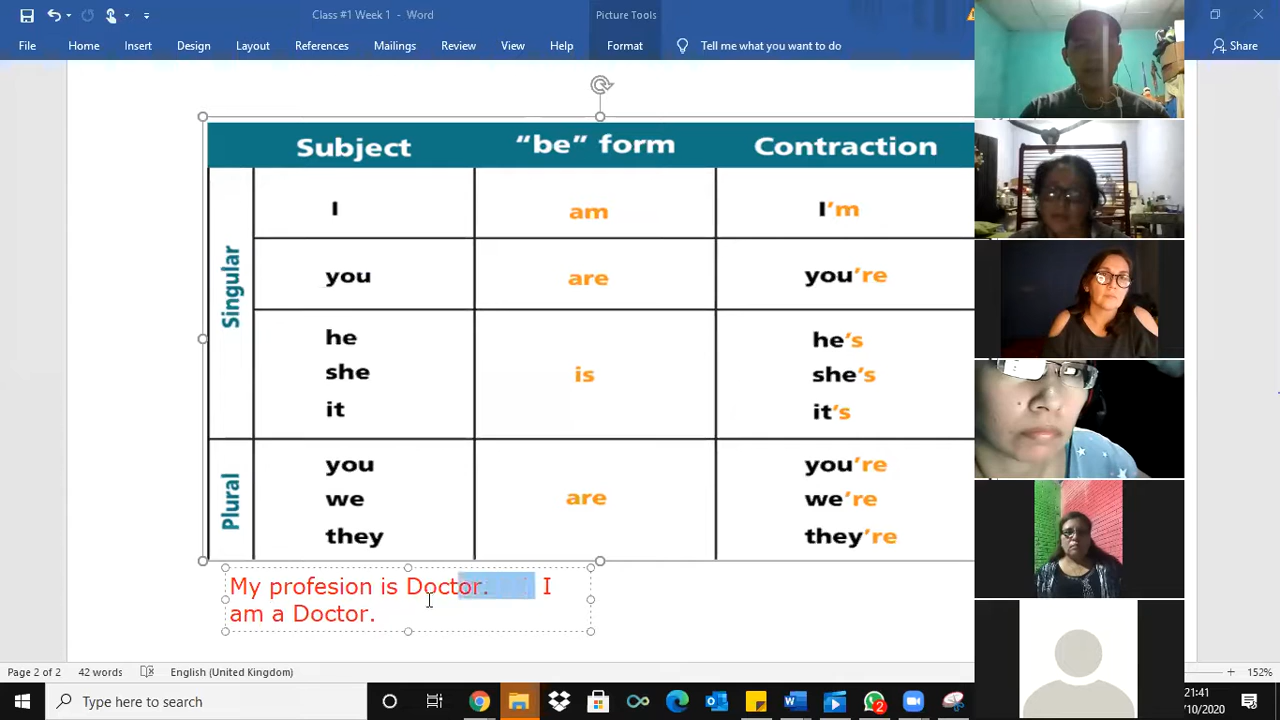 Class #1 Week 1 - Word
Picture Tools
File Home Insert Design Layout References Mailings Review View Help Format Tell me what you want to do Share
Subject "be" form Contraction
Singular
I am I'm
you are you're
he he's
she is she's
it it's
Plural
you you're
we are we're
they they're
My profesion is Doctor. I
am a Doctor.
Page 2 of 2 42 words English (United Kingdom) 152%
Type here to search
2
21:41
/10/2020